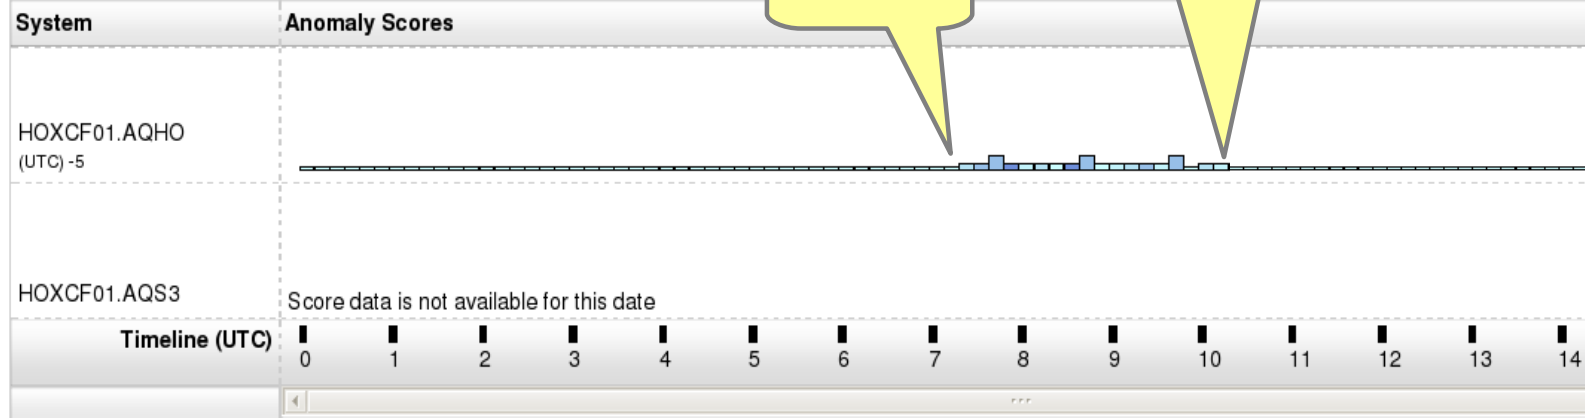 System Anomaly Scores
HOXCF01.AQHO
(UTC) -5
HOXCF01.AQS3
Score data is not available for this date
Timeline (UTC)
0 1 2 3 4 5 6 7 8 9 10 11 12 13 14